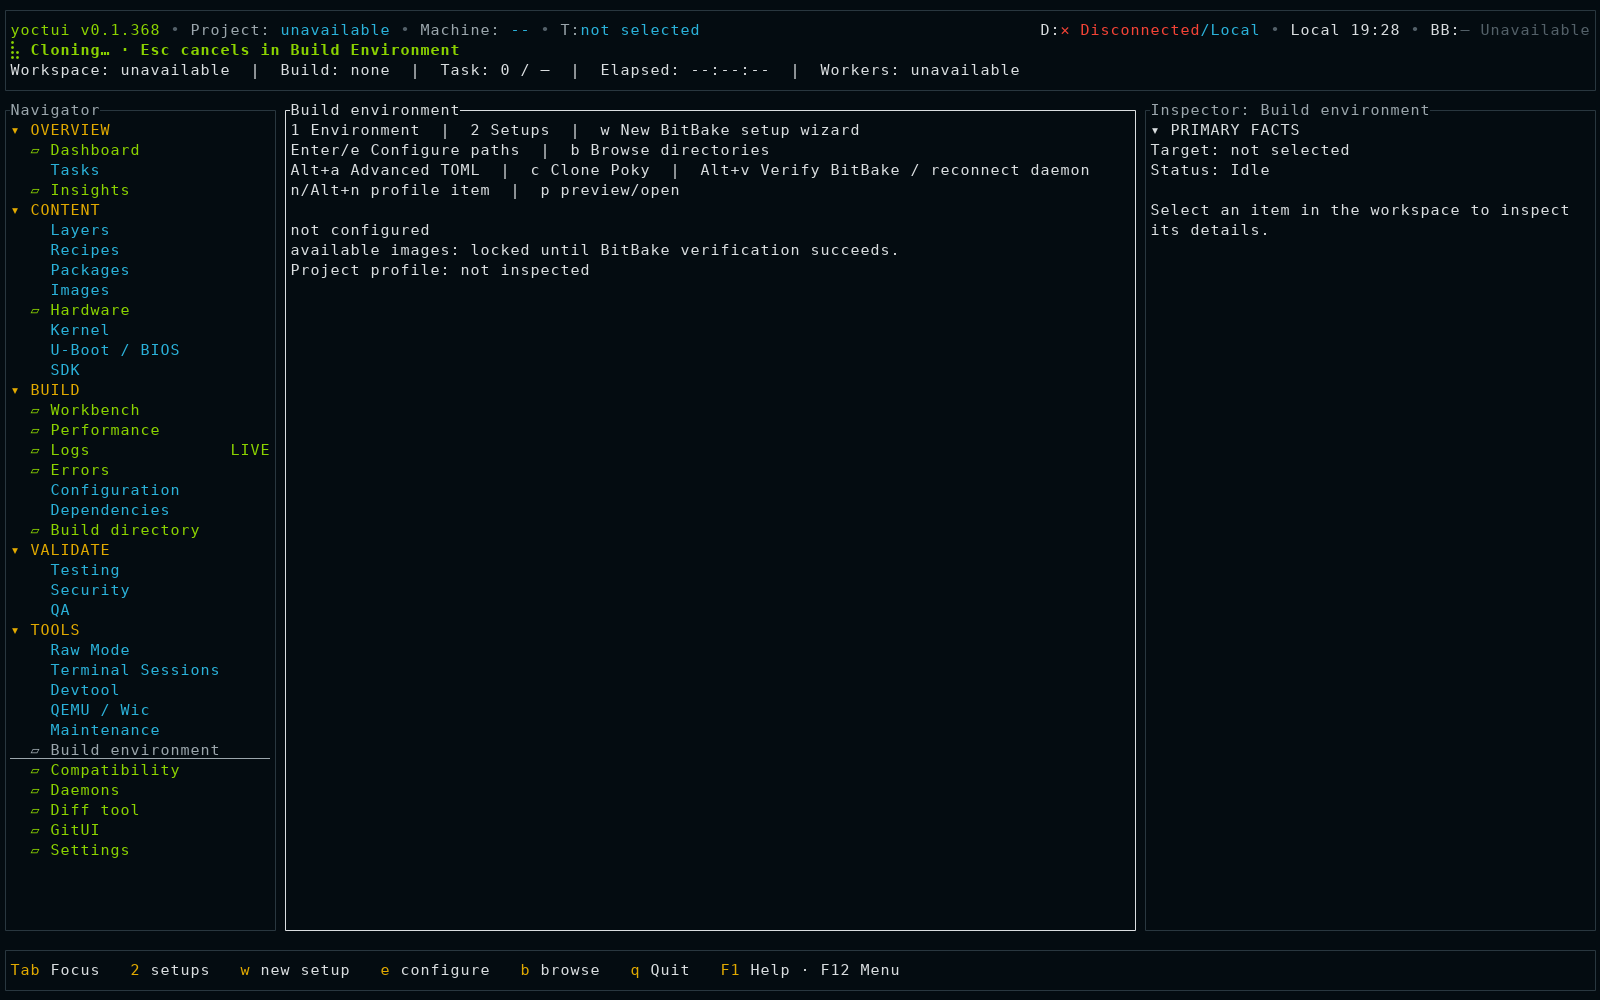 yoctui v0.1.368 • Project: unavailable • Machine: -- • T:not selected D:× Disconnected/Local • Local 19:28 • BB:— Unavailable
Cloning… · Esc cancels in Build Environment
Workspace: unavailable | Build: none | Task: 0 / — | Elapsed: --:--:-- | Workers: unavailable
Navigator
▾ OVERVIEW
▱ Dashboard
Tasks
▱ Insights
▾ CONTENT
Layers
Recipes
Packages
Images
▱ Hardware
Kernel
U-Boot / BIOS
SDK
▾ BUILD
▱ Workbench
▱ Performance
▱ Logs LIVE
▱ Errors
Configuration
Dependencies
▱ Build directory
▾ VALIDATE
Testing
Security
QA
▾ TOOLS
Raw Mode
Terminal Sessions
Devtool
QEMU / Wic
Maintenance
▱ Build environment
▱ Compatibility
▱ Daemons
▱ Diff tool
▱ GitUI
▱ Settings
Build environment
1 Environment | 2 Setups | w New BitBake setup wizard
Enter/e Configure paths | b Browse directories
Alt+a Advanced TOML | c Clone Poky | Alt+v Verify BitBake / reconnect daemon
n/Alt+n profile item | p preview/open
not configured
available images: locked until BitBake verification succeeds.
Project profile: not inspected
Inspector: Build environment
▾ PRIMARY FACTS
Target: not selected
Status: Idle
Select an item in the workspace to inspect
its details.
Tab Focus 2 setups w new setup e configure b browse q Quit F1 Help · F12 Menu